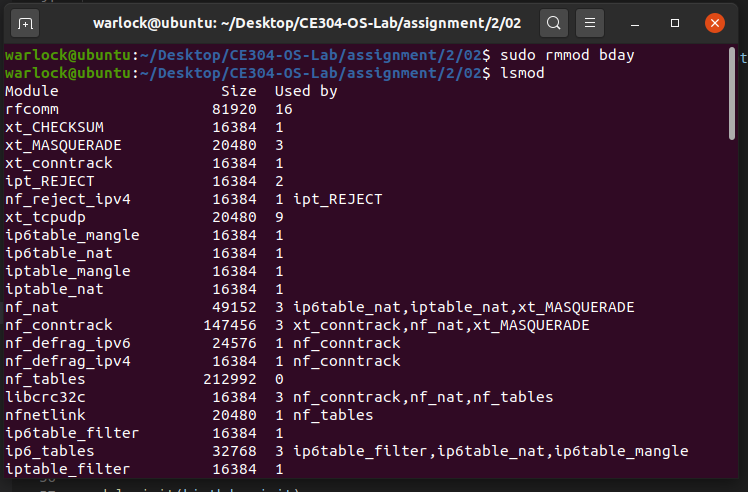 warlock@ubuntu: ~/Desktop/CE304-OS-Lab/assignment/2/02
warlock@ubuntu:~/Desktop/CE304-OS-Lab/assignment/2/02$ sudo rmmod bday
warlock@ubuntu:~/Desktop/CE304-OS-Lab/assignment/2/02$ lsmod
Module                  Size  Used by
rfcomm                 81920  16
xt_CHECKSUM            16384  1
xt_MASQUERADE          20480  3
xt_conntrack           16384  1
ipt_REJECT             16384  2
nf_reject_ipv4         16384  1 ipt_REJECT
xt_tcpudp              20480  9
ip6table_mangle        16384  1
ip6table_nat           16384  1
iptable_mangle         16384  1
iptable_nat            16384  1
nf_nat                 49152  3 ip6table_nat,iptable_nat,xt_MASQUERADE
nf_conntrack          147456  3 xt_conntrack,nf_nat,xt_MASQUERADE
nf_defrag_ipv6         24576  1 nf_conntrack
nf_defrag_ipv4         16384  1 nf_conntrack
nf_tables             212992  0
libcrc32c              16384  3 nf_conntrack,nf_nat,nf_tables
nfnetlink              20480  1 nf_tables
ip6table_filter        16384  1
ip6_tables             32768  3 ip6table_filter,ip6table_nat,ip6table_mangle
iptable_filter         16384  1